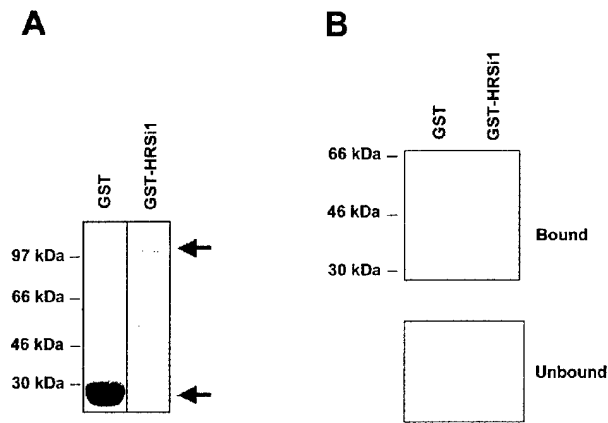 A
GST
GST-HRSi1
97 kDa
66 kDa
46 kDa
30 kDa
B
GST
GST-HRSi1
66 kDa
46 kDa
30 kDa
Bound
Unbound